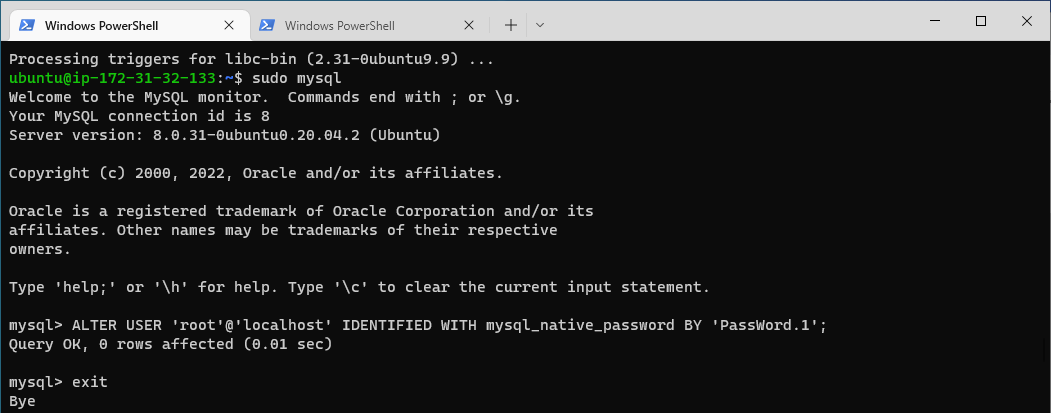 Windows PowerShell
Windows PowerShell
Processing triggers for libc-bin (2.31-0ubuntu9.9) ...
ubuntu@ip-172-31-32-133:~$ sudo mysql
Welcome to the MySQL monitor.  Commands end with ; or \g.
Your MySQL connection id is 8
Server version: 8.0.31-0ubuntu0.20.04.2 (Ubuntu)
Copyright (c) 2000, 2022, Oracle and/or its affiliates.
Oracle is a registered trademark of Oracle Corporation and/or its
affiliates. Other names may be trademarks of their respective
owners.
Type 'help;' or '\h' for help. Type '\c' to clear the current input statement.
mysql> ALTER USER 'root'@'localhost' IDENTIFIED WITH mysql_native_password BY 'PassWord.1';
Query OK, 0 rows affected (0.01 sec)
mysql> exit
Bye